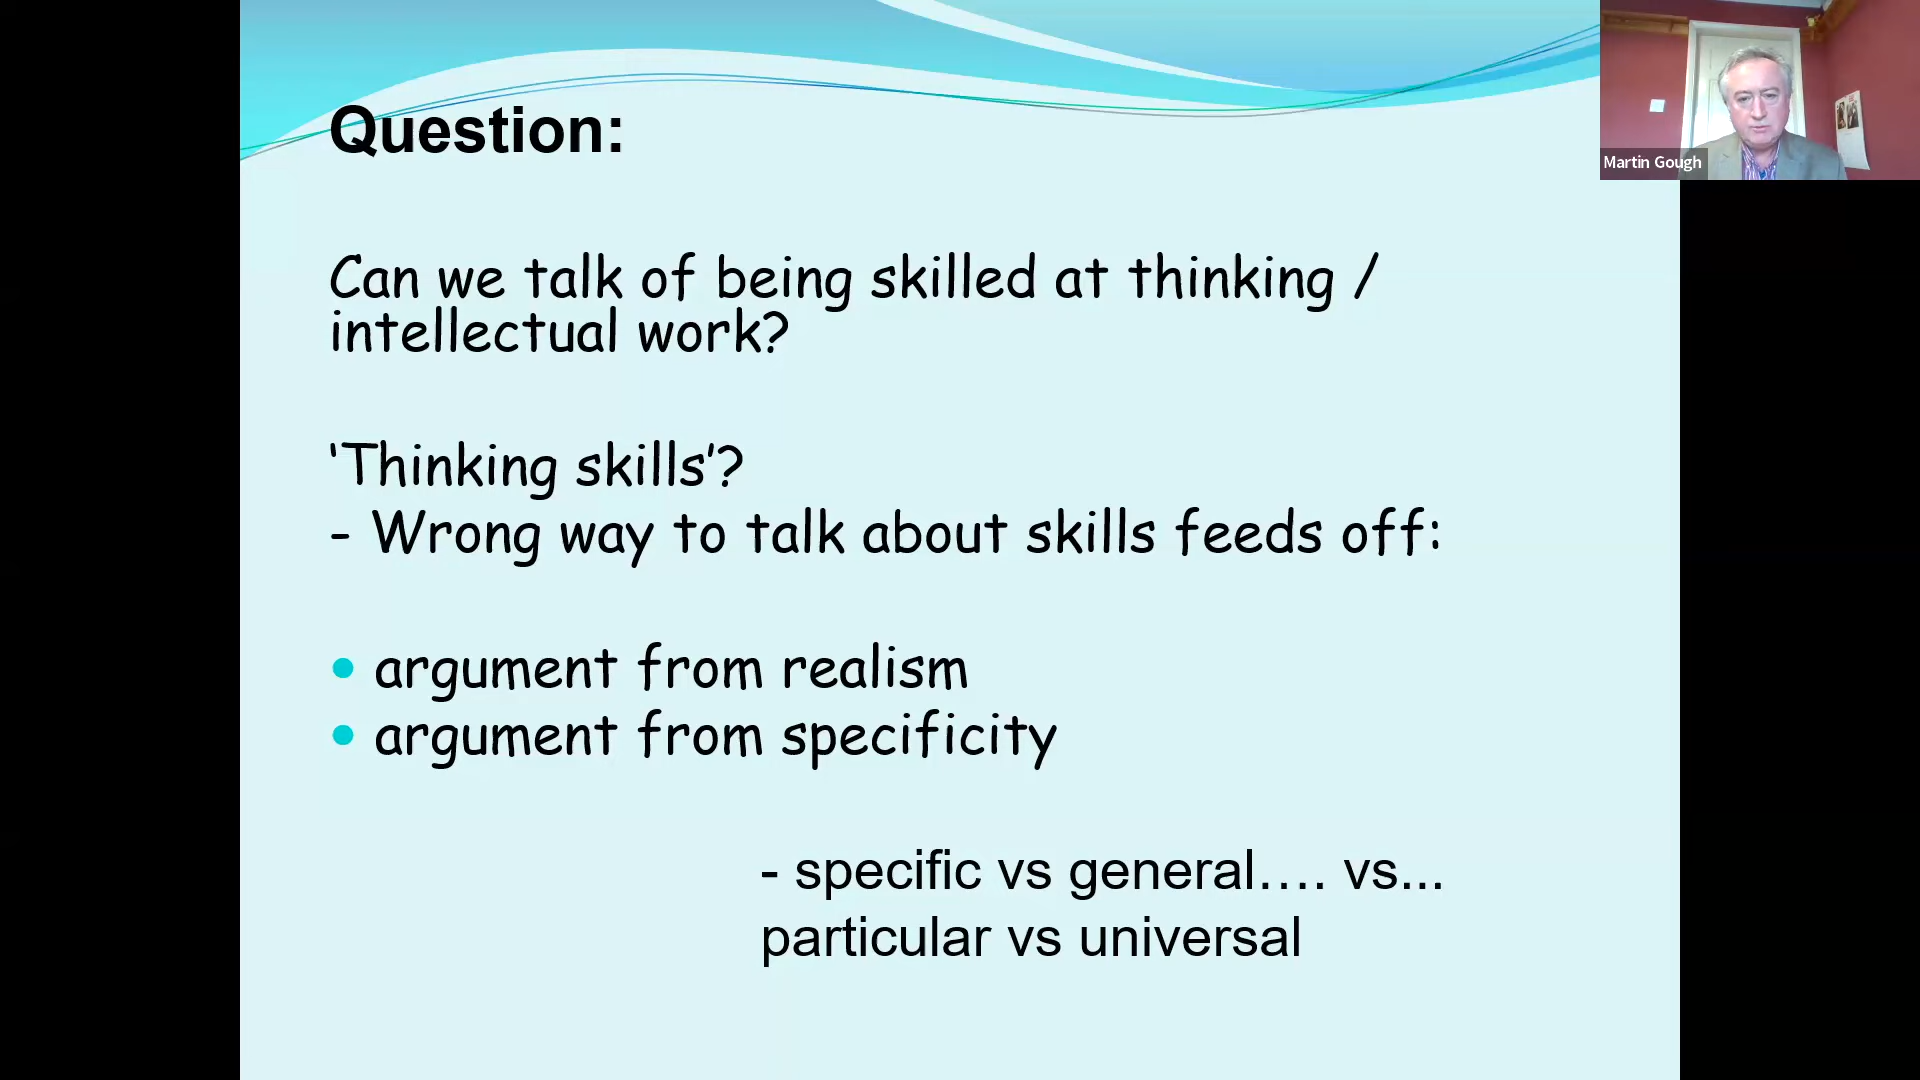 Question:
Can we talk of being skilled at thinking /
intellectual work?
‘Thinking skills’?
- Wrong way to talk about skills feeds off:
• argument from realism
• argument from specificity
- specific vs general…. vs...
particular vs universal
Martin Gough